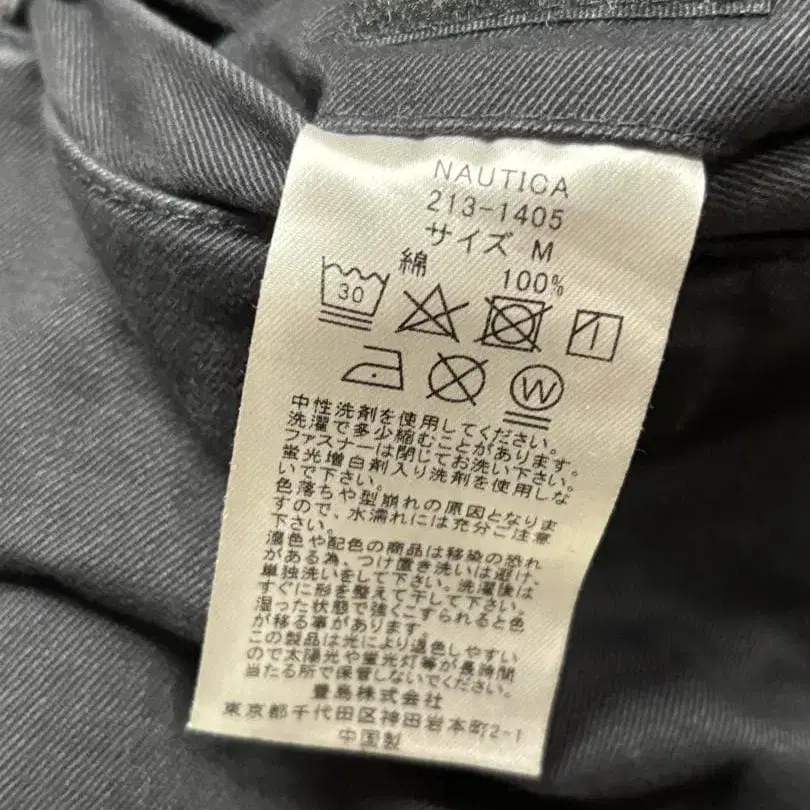 NAUTICA
213-1405
サイズ M
綿 100%
30
W
中性洗剤を使用してください。
洗濯で多少縮むことがあります。
ファスナーは閉じてお洗い下さい。
蛍光増白剤入り洗剤を使用しな
いで下さい。
色落ちや型崩れの原因となりま
すので、水濡れには充分ご注意
下さい。
濃色や配色の商品は移染の恐れ
がある為、つけ置き洗いは避け、
単独洗いをして下さい。洗濯後は
すぐに形を整えて干して下さい。
湿った状態で強くこすられると色
が移る事があります。
この製品は光により退色しやすい
ので太陽光や蛍光灯等が長時間
当たる所で保管しないでください。
豊島株式会社
東京都千代田区神田岩本町2-1
中国製